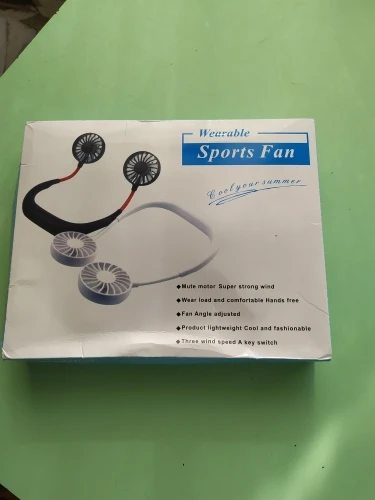 Wearable
Sports Fan
Cool your summer
◆Mute motor Super strong wind
◆Wear load and comfortable Hands free
◆Fan Angle adjusted
◆Product lightweight Cool and fashionable
◆Three wind speed A key switch